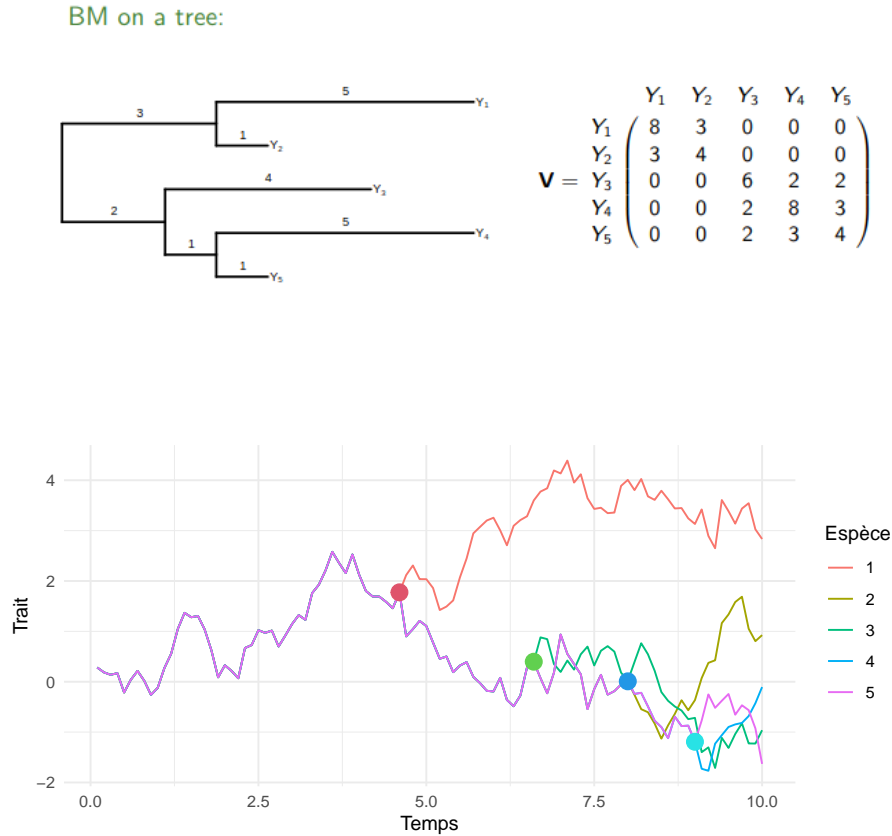 BM on a tree:
5
Y1
3
1
Y2
4
Y3
2
5
Y4
1
1
Y5
Y1 Y2 Y3 Y4 Y5
Y1 8 3 0 0 0
Y2 3 4 0 0 0
V = Y3 0 0 6 2 2
Y4 0 0 2 8 3
Y5 0 0 2 3 4
4
2
0
−2
Trait
0.0 2.5 5.0 7.5 10.0
Temps
Espèce
1
2
3
4
5